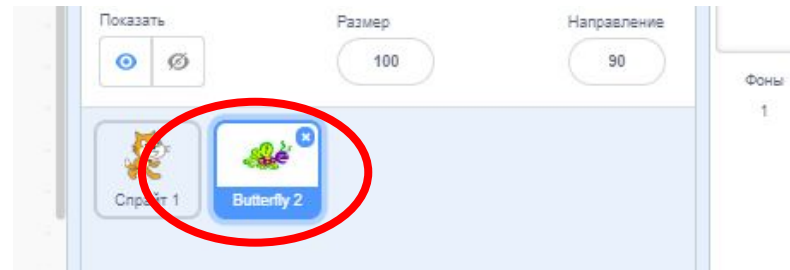 Показать Размер Направление
100 90
Фоны
1
Спрайт 1 Butterfly 2